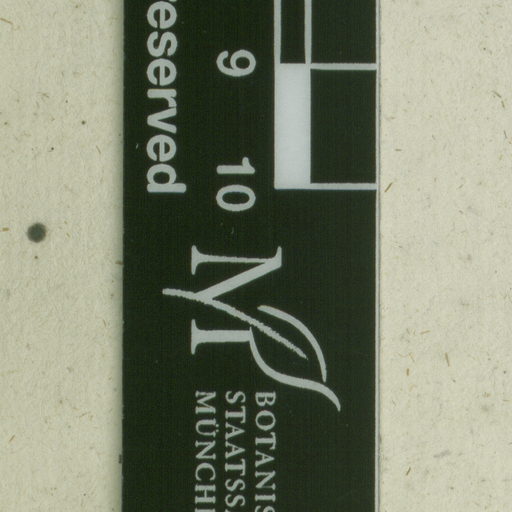 eserved
9 10
BOTANIS
STAATSS
MÜNCH